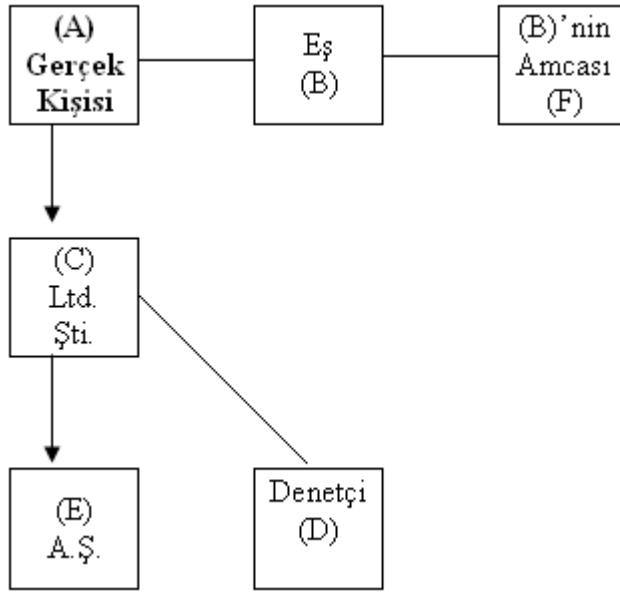 (A)
Gerçek
Kişisi
Eş
(B)
(B)’nin
Amcası
(F)
(C)
Ltd.
Şti.
(E)
A.Ş.
Denetçi
(D)